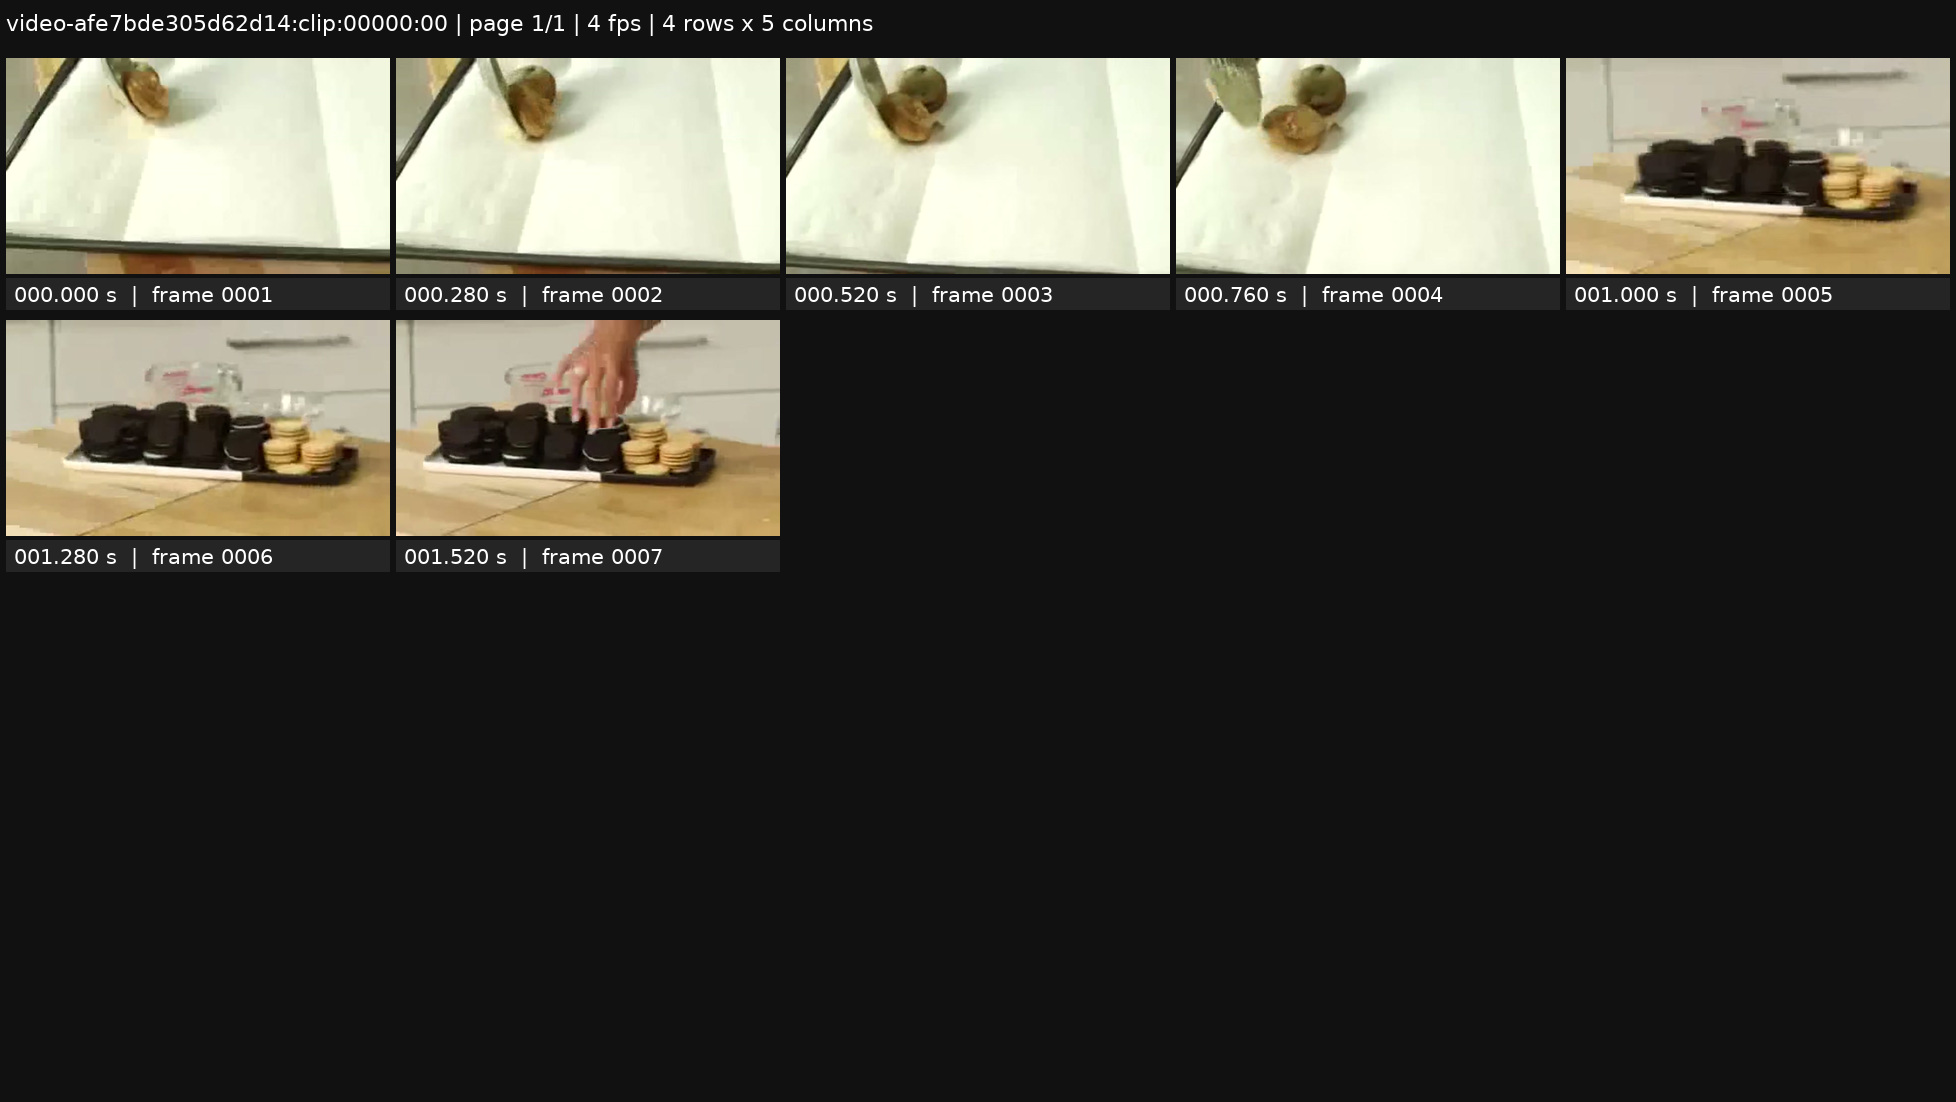 video-afe7bde305d62d14:clip:00000:00 | page 1/1 | 4 fps | 4 rows x 5 columns
000.000 s | frame 0001
000.280 s | frame 0002
000.520 s | frame 0003
000.760 s | frame 0004
001.000 s | frame 0005
001.280 s | frame 0006
001.520 s | frame 0007